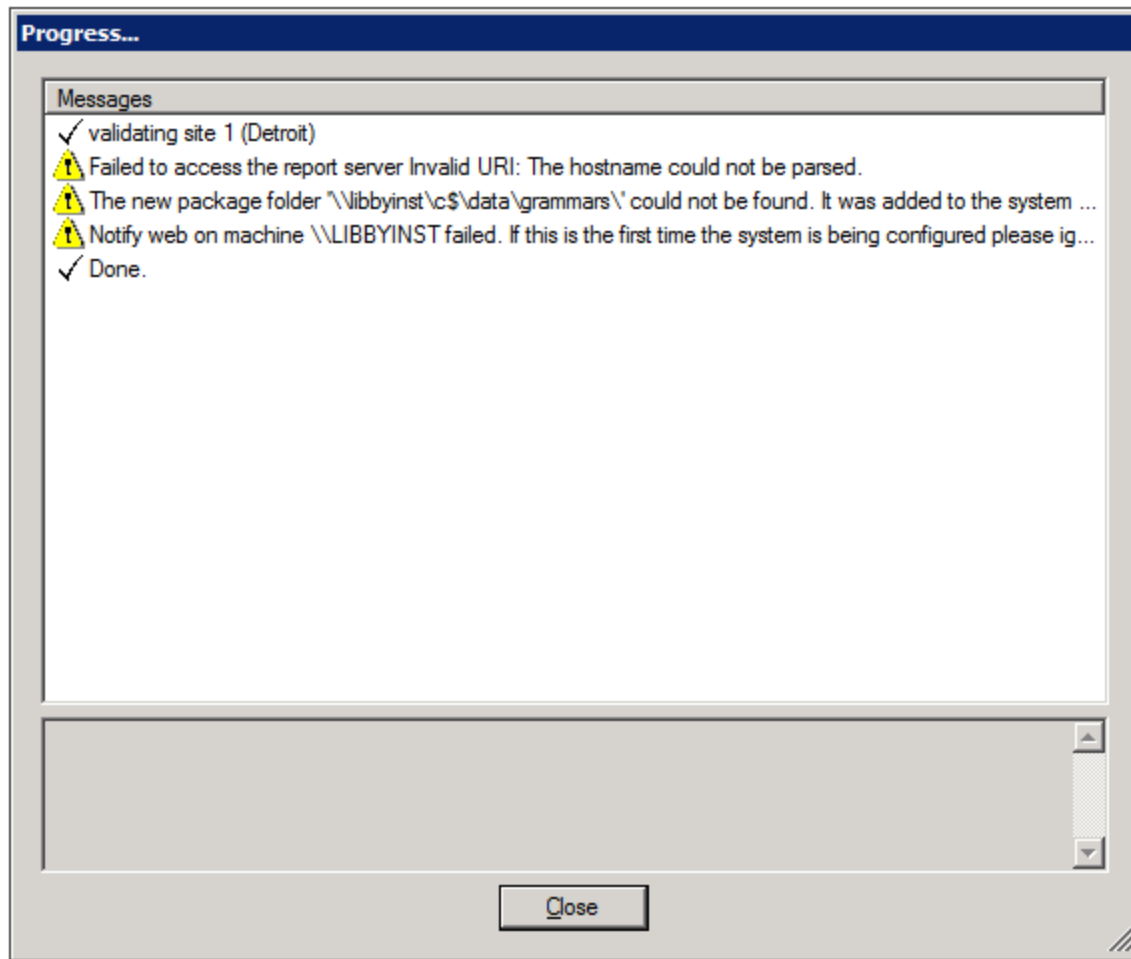 Progress...
Messages
validating site 1 (Detroit)
Failed to access the report server Invalid URI: The hostname could not be parsed.
The new package folder '\\libbyinst\c$\data\grammars\' could not be found. It was added to the system ...
Notify web on machine \\LIBBYINST failed. If this is the first time the system is being configured please ig...
Done.
Close